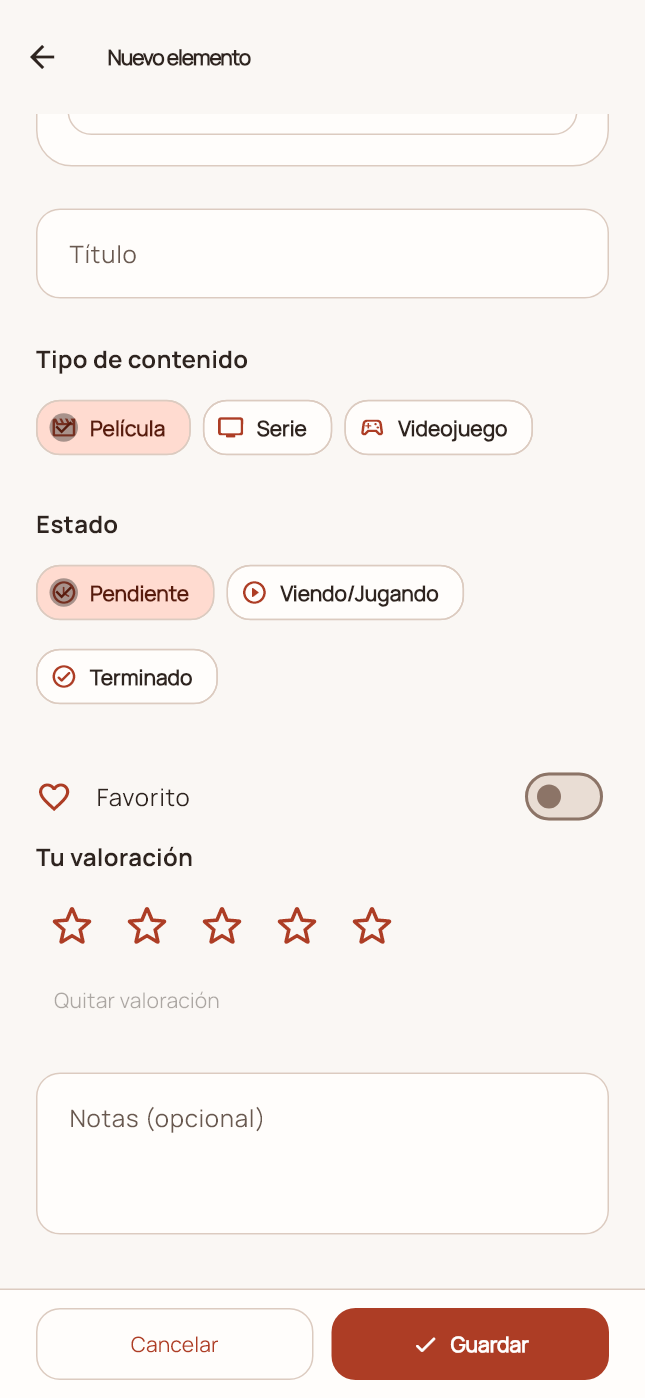 Nuevo elemento
Título
Tipo de contenido
Película Serie Videojuego
Estado
Pendiente Viendo/Jugando
Terminado
Favorito
Tu valoración
Quitar valoración
Notas (opcional)
Cancelar Guardar